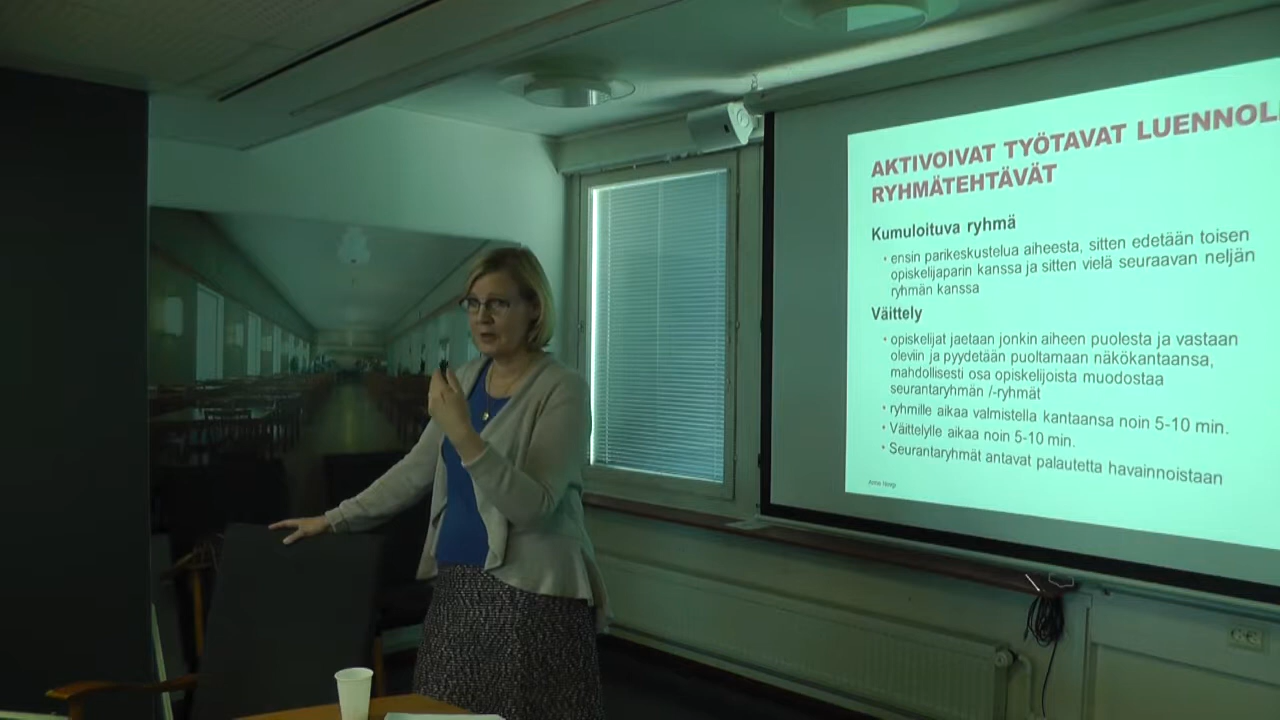 AKTIVOIVAT TYÖTAVAT LUENNOL
RYHMÄTEHTÄVÄT
Kumuloituva ryhmä
• ensin parikeskustelua aiheesta, sitten edetään toisen
opiskelijaparin kanssa ja sitten vielä seuraavan neljän
ryhmän kanssa
Väittely
• opiskelijat jaetaan jonkin aiheen puolesta ja vastaan
oleviin ja pyydetään puoltamaan näkökantaansa,
mahdollisesti osa opiskelijoista muodostaa
seurantaryhmän /-ryhmät
• ryhmille aikaa valmistella kantaansa noin 5-10 min.
• Väittelylle aikaa noin 5-10 min.
• Seurantaryhmät antavat palautetta havainnoistaan